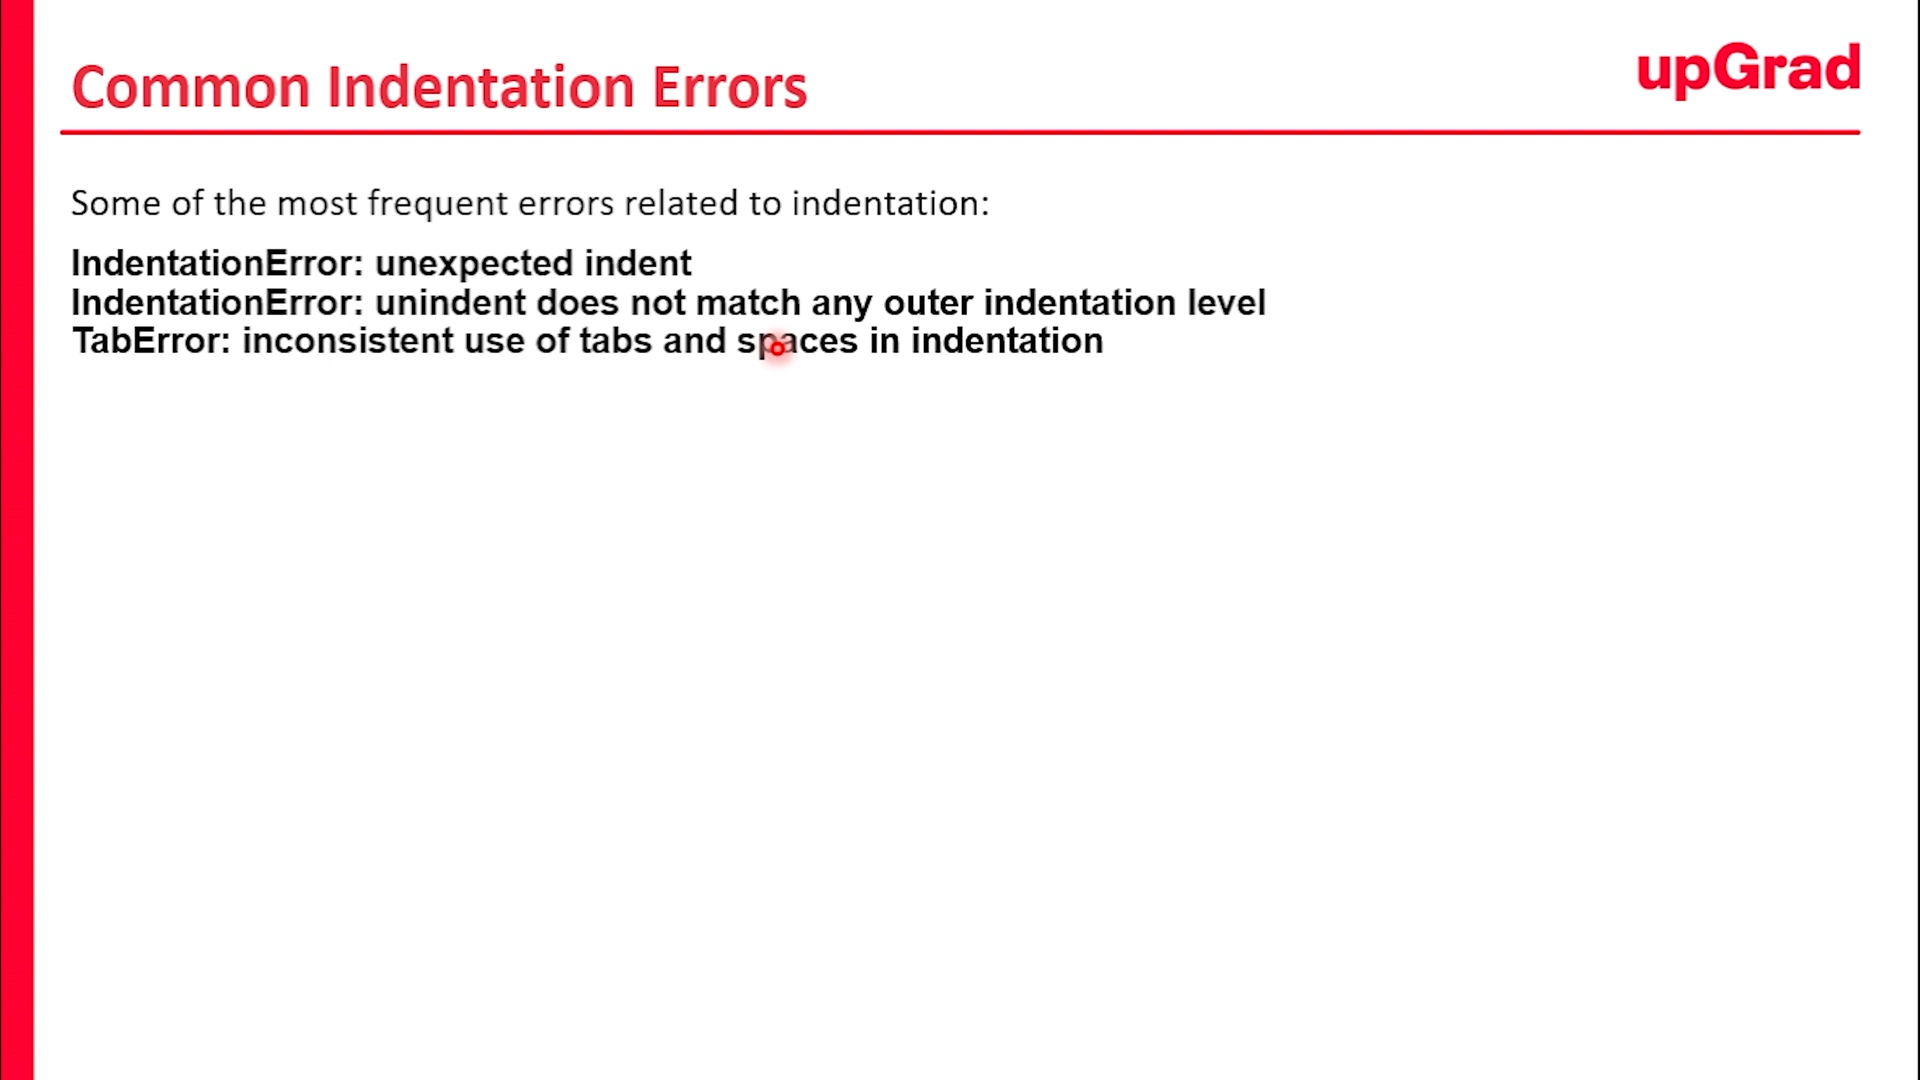 Common Indentation Errors
upGrad
Some of the most frequent errors related to indentation:
IndentationError: unexpected indent
IndentationError: unindent does not match any outer indentation level
TabError: inconsistent use of tabs and spaces in indentation